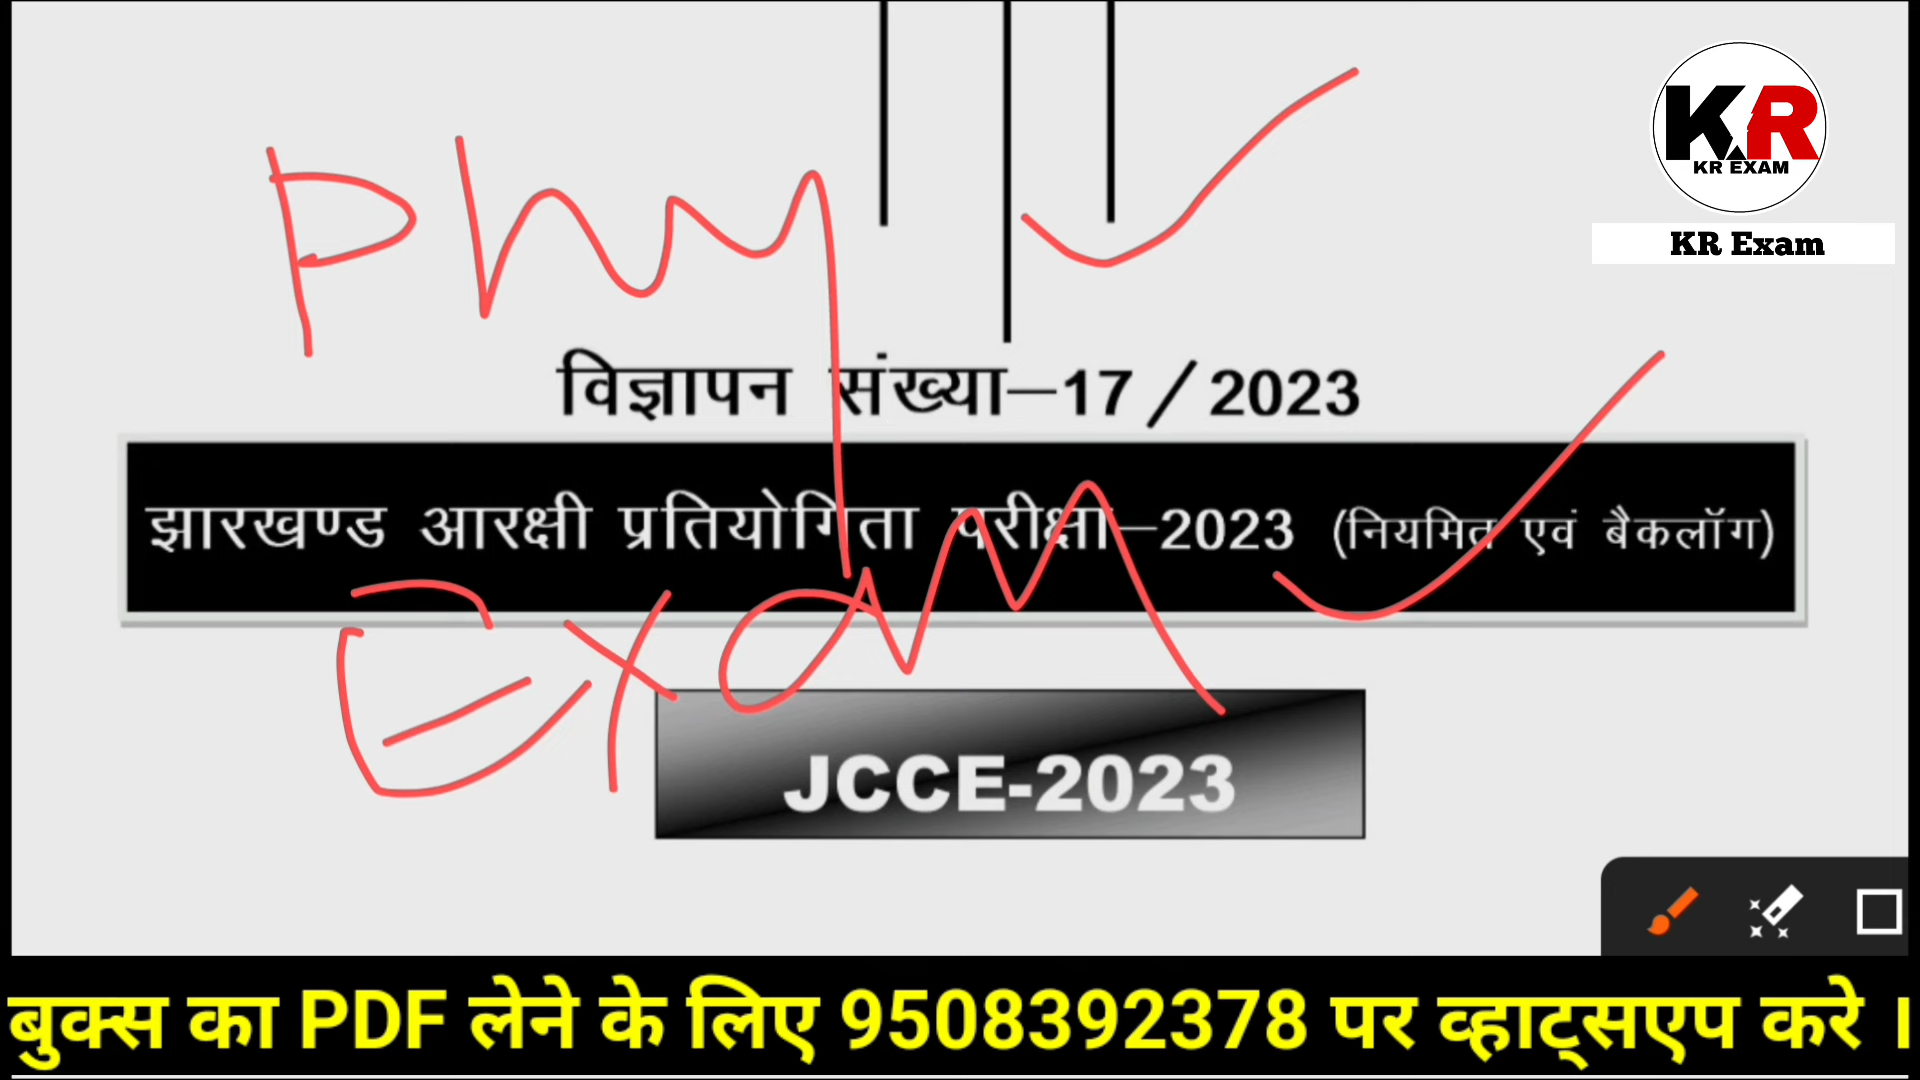 KR
KR EXAM
KR Exam
Phy
विज्ञापन संख्या–17/2023
झारखण्ड आरक्षी प्रतियोगिता परीक्षा–2023 (नियमित एवं बैकलॉग)
Exam
JCCE-2023
बुक्स का PDF लेने के लिए 9508392378 पर व्हाट्सएप करे ।